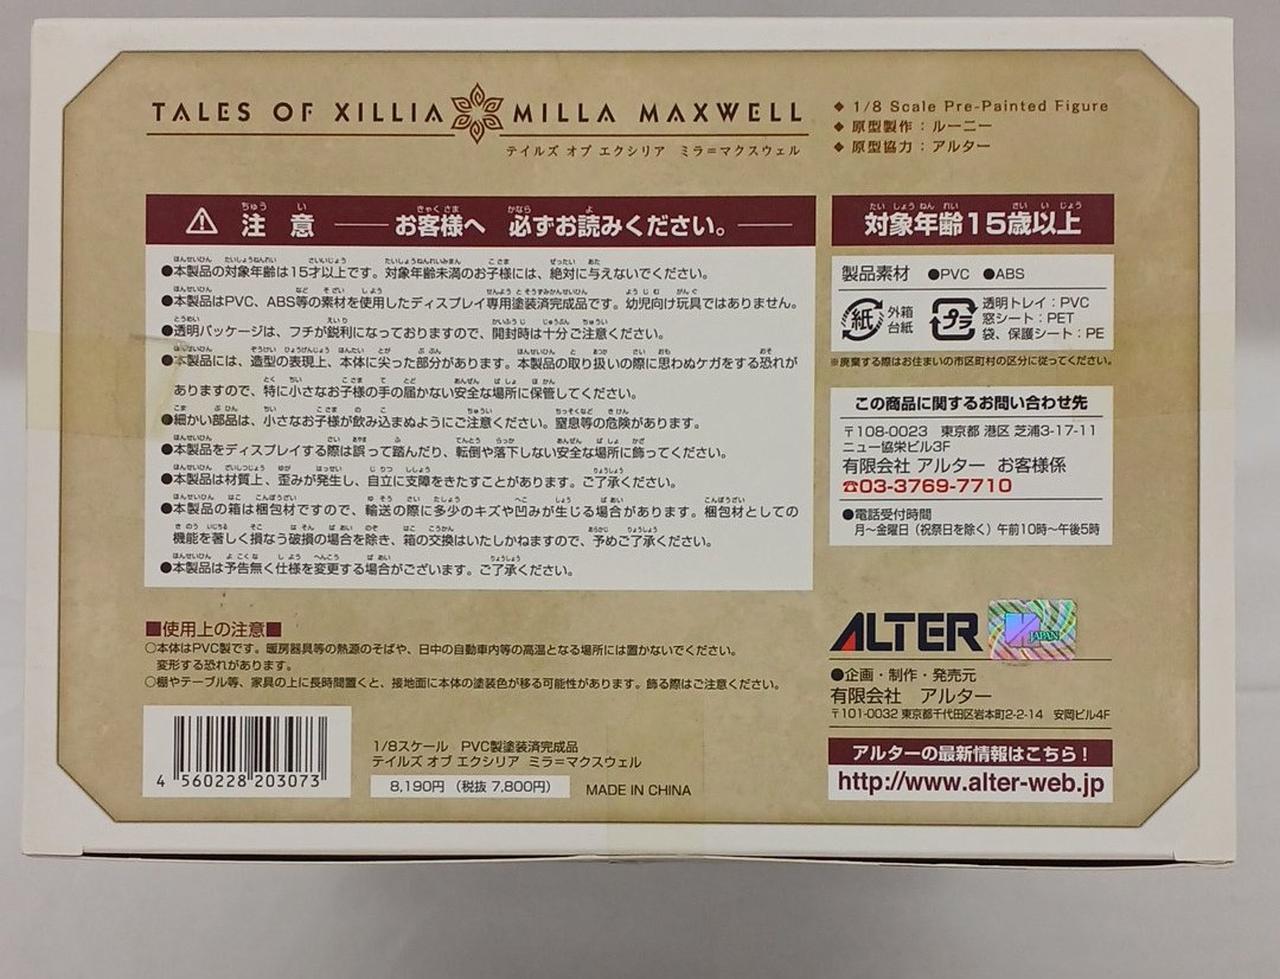 TALES OF XILLIA MILLA MAXWELL
テイルズ オブ エクシリア ミラ=マクスウェル
◆ 1/8 Scale Pre-Painted Figure
◆ 原型製作：ルーニー
◆ 原型協力：アルター
注意 お客様へ 必ずお読みください。
●本製品の対象年齢は15才以上です。対象年齢未満のお子様には、絶対に与えないでください。
●本製品はPVC、ABS等の素材を使用したディスプレイ専用塗装済完成品です。幼児向け玩具ではありません。
●透明パッケージは、フチが鋭利になっておりますので、開封時は十分ご注意ください。
●本製品には、造型の表現上、本体に尖った部分があります。本製品の取り扱いの際に思わぬケガをする恐れが
ありますので、特に小さなお子様の手の届かない安全な場所に保管してください。
●細かい部品は、小さなお子様が飲み込まぬようにご注意ください。窒息等の危険があります。
●本製品をディスプレイする際は誤って踏んだり、転倒や落下しない安全な場所に飾ってください。
●本製品は材質上、歪みが発生し、自立に支障をきたすことがあります。ご了承ください。
●本製品の箱は梱包材ですので、輸送の際に多少のキズや凹みが生じる場合があります。梱包材としての
機能を著しく損なう破損の場合を除き、箱の交換はいたしかねますので、予めご了承ください。
●本製品は予告無く仕様を変更する場合がございます。ご了承ください。
対象年齢15歳以上
製品素材 ●PVC ●ABS
紙 外箱
台紙
プラ 透明トレイ：PVC
窓シート：PET
袋、保護シート：PE
※廃棄する際はお住まいの市区町村の区分に従ってください。
この商品に関するお問い合わせ先
〒108-0023 東京都 港区 芝浦3-17-11
ニュー協栄ビル3F
有限会社 アルター お客様係
☎03-3769-7710
●電話受付時間
月〜金曜日（祝祭日を除く）午前10時〜午後5時
■使用上の注意■
○本体はPVC製です。暖房器具等の熱源のそばや、日中の自動車内等の高温となる場所には置かないでください。
変形する恐れがあります。
○棚やテーブル等、家具の上に長時間置くと、接地面に本体の塗装色が移る可能性があります。飾る際はご注意ください。
ALTER
JAPAN
●企画・制作・発売元
有限会社 アルター
〒101-0032 東京都千代田区岩本町2-2-14 安岡ビル4F
アルターの最新情報はこちら！
http://www.alter-web.jp
4 560228 203073
1/8スケール PVC製塗装済完成品
テイルズ オブ エクシリア ミラ=マクスウェル
8,190円（税抜 7,800円）
MADE IN CHINA